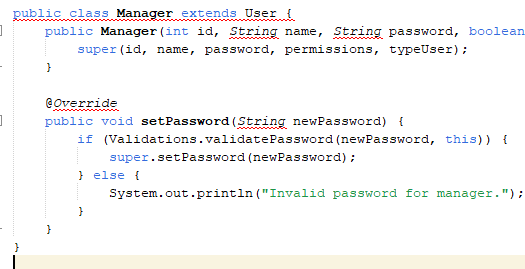 public class Manager extends User {
public Manager(int id, String name, String password, boolean
super(id, name, password, permissions, typeUser);
}
@Override
public void setPassword(String newPassword) {
if (Validations.validatePassword(newPassword, this)) {
super.setPassword(newPassword);
} else {
System.out.println("Invalid password for manager.");
}
}
}